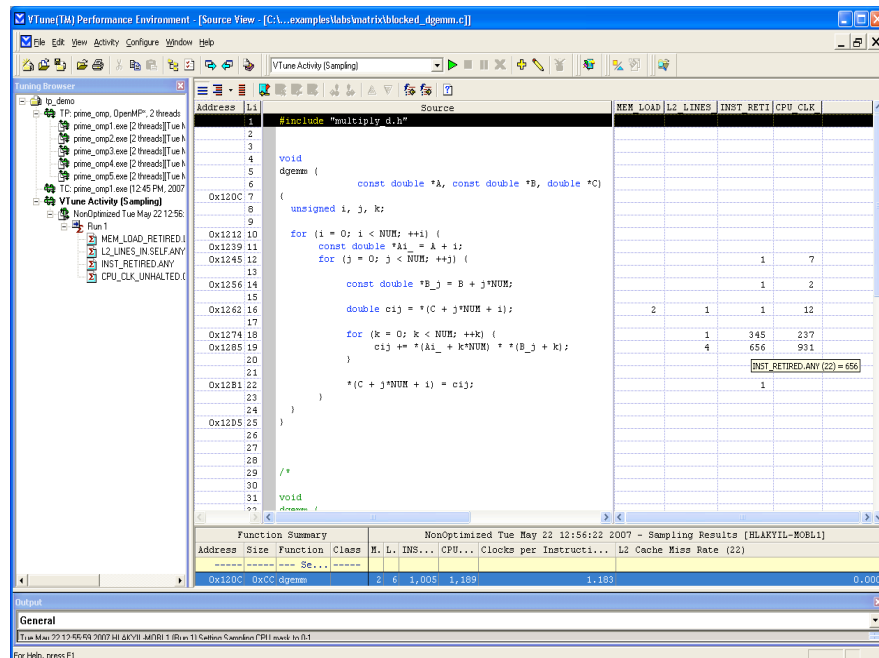 VTune(TM) Performance Environment - [Source View - [C:\...examples\labs\matrix\blocked_dgemm.c]]
File Edit View Activity Configure Window Help
VTune Activity (Sampling)
Tuning Browser
tp_demo
TP: prime_omp, OpenMP*, 2 threads
prime_omp1.exe [2 threads][Tue M
prime_omp2.exe [2 threads][Tue M
prime_omp3.exe [2 threads][Tue M
prime_omp4.exe [2 threads][Tue M
prime_omp5.exe [2 threads][Tue M
TC: prime_omp1.exe (12:45 PM, 2007
VTune Activity (Sampling)
NonOptimized Tue May 22 12:56:
Run 1
MEM_LOAD_RETIRED.L
L2_LINES_IN.SELF.ANY
INST_RETIRED.ANY
CPU_CLK_UNHALTED.C
Address Li Source MEM_LOAD L2_LINES INST_RETI CPU_CLK_
1 #include "multiply_d.h"
2
3
4 void
5 dgemm (
6 const double *A, const double *B, double *C)
0x120C 7 {
8 unsigned i, j, k;
9
0x1212 10 for (i = 0; i < NUM; ++i) {
0x1239 11 const double *Ai_ = A + i;
0x1245 12 for (j = 0; j < NUM; ++j) { 1 7
13
0x1256 14 const double *B_j = B + j*NUM; 1 2
15
0x1262 16 double cij = *(C + j*NUM + i); 2 1 1 12
17
0x1274 18 for (k = 0; k < NUM; ++k) { 1 345 237
0x1285 19 cij += *(Ai_ + k*NUM) * *(B_j + k); 4 656 931
20 }
21 INST_RETIRED.ANY (22) = 656
0x12B1 22 *(C + j*NUM + i) = cij; 1
23 }
24 }
0x12D5 25 }
26
27
28
29 /*
30
31 void
32 dgemm (
Function Summary NonOptimized Tue May 22 12:56:22 2007 - Sampling Results [HLAKYIL-MOBL1]
Address Size Function Class M. L. INS... CPU... Clocks per Instructi... L2 Cache Miss Rate (22)
----- ----- --- Se... -----
0x120C 0xCC dgemm 2 6 1,005 1,189 1.183 0.000
Output
General
Tue May 22 12:55:59 2007 HLAKYIL-MOBL1 (Run 1) Setting Sampling CPU mask to 0-1
For Help, press F1